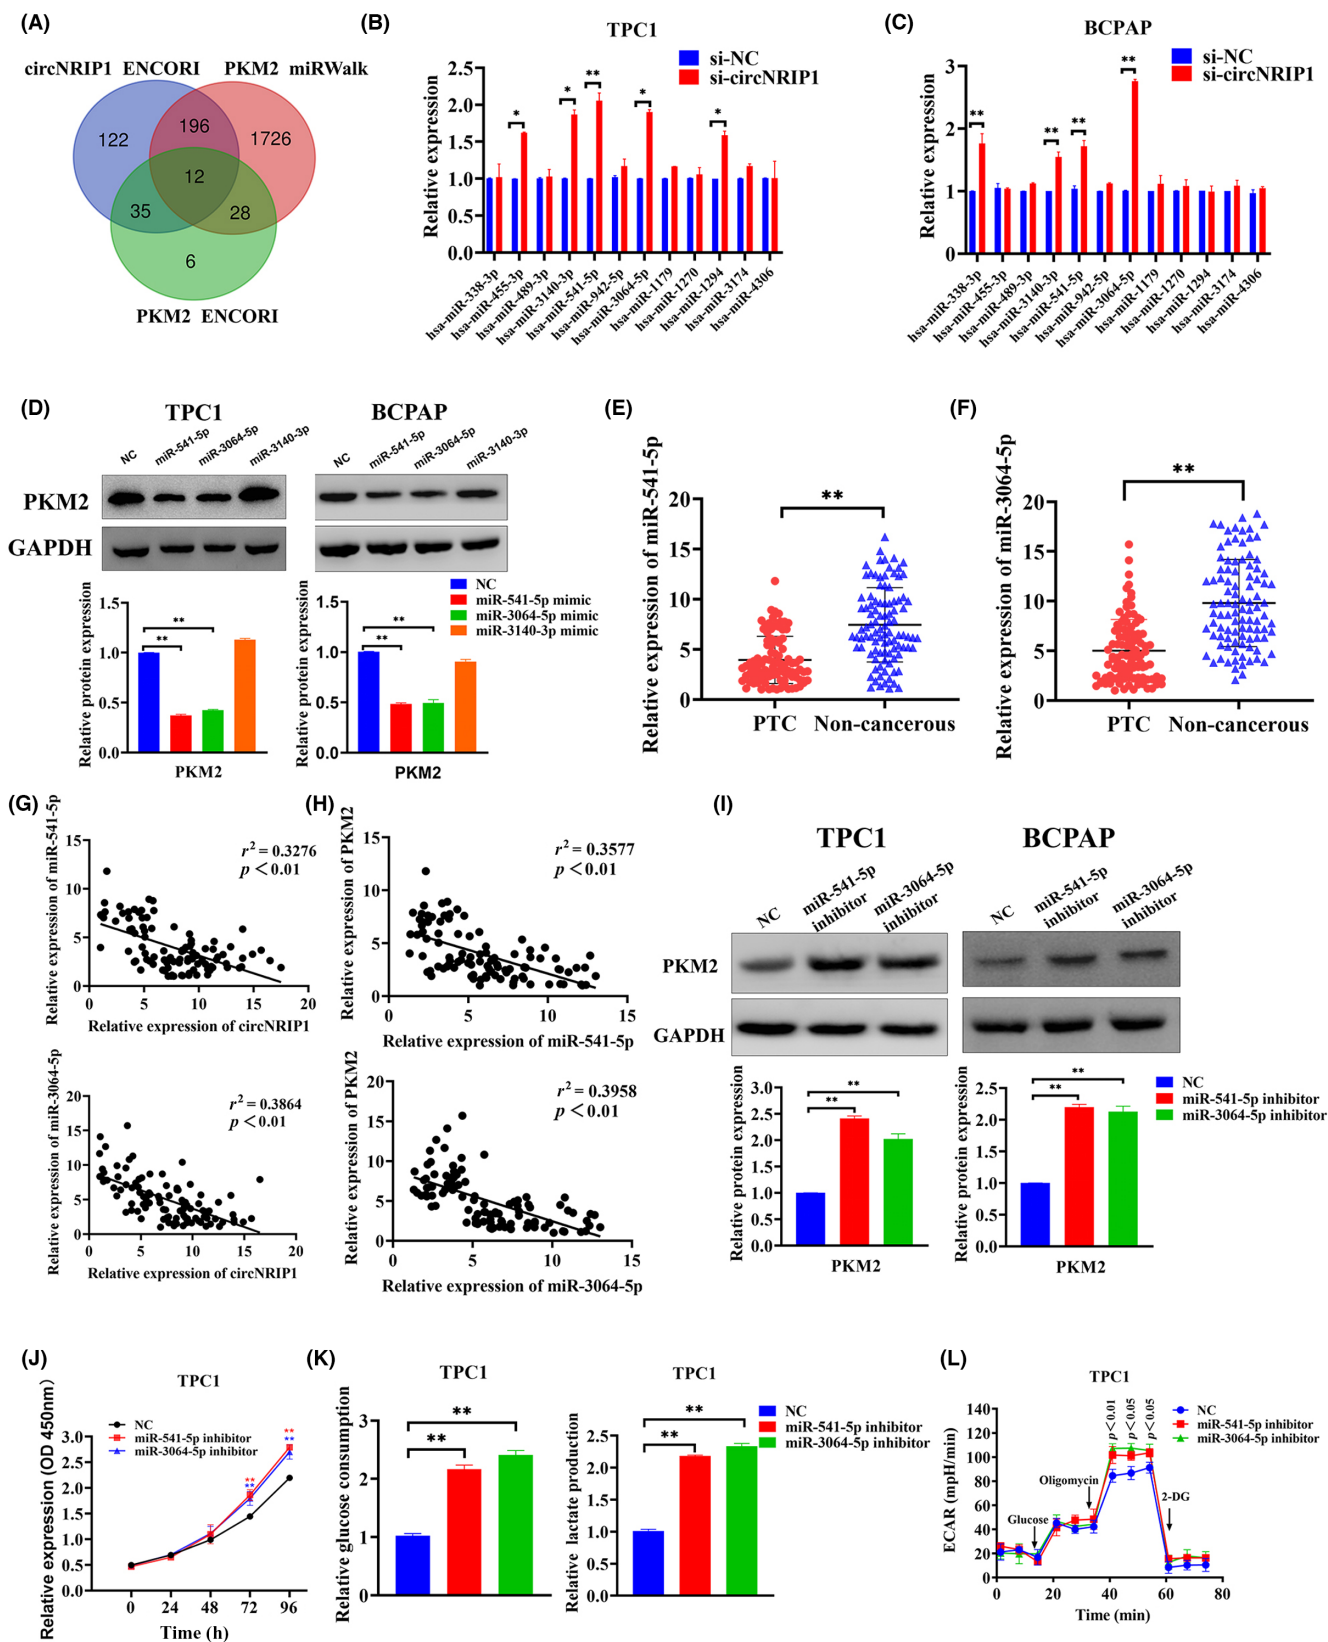 (A)
circNRIP1 ENCORI PKM2 miRWalk
122
196
1726
12
35
28
6
PKM2 ENCORI
(B)
TPC1
si-NC
si-circNRIP1
Relative expression
2.5
2.0
1.5
1.0
0.5
0.0
* * ** * *
hsa-miR-338-3p
hsa-miR-455-3p
hsa-miR-489-3p
hsa-miR-3140-3p
hsa-miR-541-5p
hsa-miR-942-5p
hsa-miR-3064-5p
hsa-miR-1179
hsa-miR-1270
hsa-miR-1294
hsa-miR-3174
hsa-miR-4306
(C)
BCPAP
si-NC
si-circNRIP1
Relative expression
3
2
1
0
** ** ** **
hsa-miR-338-3p
hsa-miR-455-3p
hsa-miR-489-3p
hsa-miR-3140-3p
hsa-miR-541-5p
hsa-miR-942-5p
hsa-miR-3064-5p
hsa-miR-1179
hsa-miR-1270
hsa-miR-1294
hsa-miR-3174
hsa-miR-4306
(D)
TPC1
BCPAP
NC miR-541-5p miR-3064-5p miR-3140-3p
NC miR-541-5p miR-3064-5p miR-3140-3p
PKM2
GAPDH
NC
miR-541-5p mimic
miR-3064-5p mimic
miR-3140-3p mimic
Relative protein expression
1.5
1.0
0.5
0.0
**
**
PKM2
Relative protein expression
1.5
1.0
0.5
0.0
**
**
PKM2
(E)
Relative expression of miR-541-5p
20
15
10
5
0
**
PTC Non-cancerous
(F)
Relative expression of miR-3064-5p
20
15
10
5
0
**
PTC Non-cancerous
(G)
Relative expression of miR-541-5p
15
10
5
0
r² = 0.3276
p < 0.01
0 5 10 15 20
Relative expression of circNRIP1
Relative expression of miR-3064-5p
20
15
10
5
0
r² = 0.3864
p < 0.01
0 5 10 15 20
Relative expression of circNRIP1
(H)
Relative expression of PKM2
15
10
5
0
r² = 0.3577
p < 0.01
0 5 10 15
Relative expression of miR-541-5p
Relative expression of PKM2
20
15
10
5
0
r² = 0.3958
p < 0.01
0 5 10 15
Relative expression of miR-3064-5p
(I)
TPC1
BCPAP
NC miR-541-5p inhibitor miR-3064-5p inhibitor
NC miR-541-5p inhibitor miR-3064-5p inhibitor
PKM2
GAPDH
Relative protein expression
3.0
2.5
2.0
1.5
1.0
0.5
0.0
**
**
PKM2
Relative protein expression
2.5
2.0
1.5
1.0
0.5
0.0
**
**
PKM2
NC
miR-541-5p inhibitor
miR-3064-5p inhibitor
(J)
TPC1
NC
miR-541-5p inhibitor
miR-3064-5p inhibitor
Relative expression (OD 450nm)
3.0
2.5
2.0
1.5
1.0
0.5
0.0
**
**
**
**
0 24 48 72 96
Time (h)
(K)
TPC1
Relative glucose consumption
3
2
1
0
**
**
TPC1
Relative lactate production
2.5
2.0
1.5
1.0
0.5
0.0
**
**
NC
miR-541-5p inhibitor
miR-3064-5p inhibitor
(L)
TPC1
ECAR (mpH/min)
140
120
100
80
60
40
20
0
Glucose
Oligomycin
2-DG
p<0.01
p<0.05
p<0.05
NC
miR-541-5p inhibitor
miR-3064-5p inhibitor
0 20 40 60 80
Time (min)